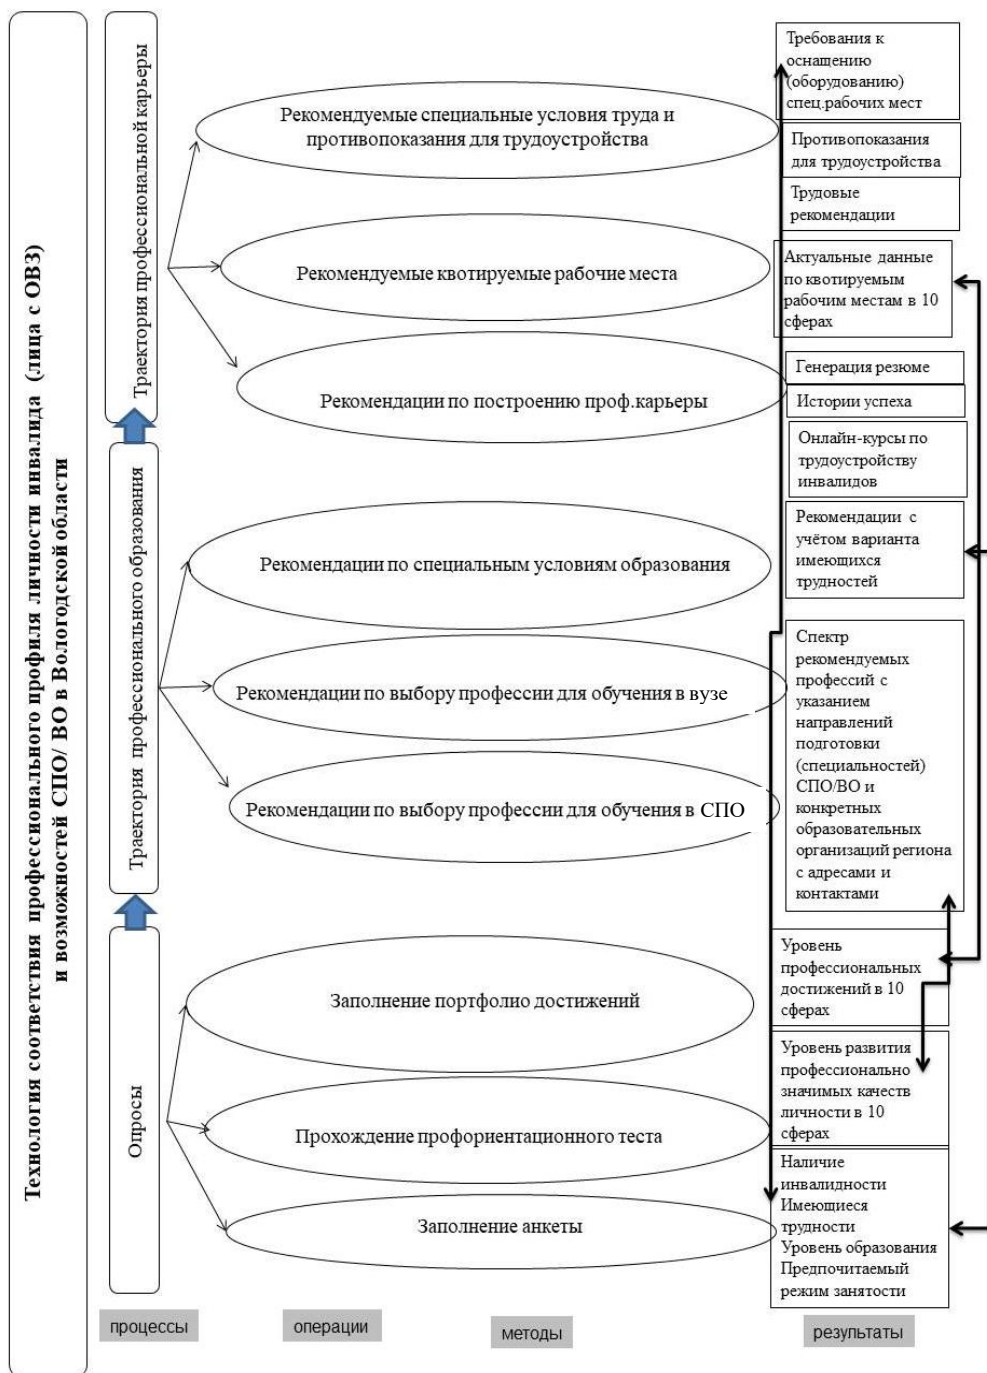 Технология соответствия профессионального профиля личности инвалида (лица с ОВЗ)
и возможностей СПО/ ВО в Вологодской области
Траектория профессиональной карьеры
Рекомендуемые специальные условия труда и
противопоказания для трудоустройства
Рекомендуемые квотируемые рабочие места
Рекомендации по построению проф.карьеры
Требования к
оснащению
(оборудованию)
спец.рабочих мест
Противопоказания
для трудоустройства
Трудовые
рекомендации
Актуальные данные
по квотируемым
рабочим местам в 10
сферах
Генерация резюме
Истории успеха
Онлайн-курсы по
трудоустройству
инвалидов
Траектория профессионального образования
Рекомендации по специальным условиям образования
Рекомендации по выбору профессии для обучения в вузе
Рекомендации по выбору профессии для обучения в СПО
Рекомендации с
учётом варианта
имеющихся
трудностей
Спектр
рекомендуемых
профессий с
указанием
направлений
подготовки
(специальностей)
СПО/ВО и
конкретных
образовательных
организаций региона
с адресами и
контактами
Опросы
Заполнение портфолио достижений
Прохождение профориентационного теста
Заполнение анкеты
Уровень
профессиональных
достижений в 10
сферах
Уровень развития
профессионально
значимых качеств
личности в 10
сферах
Наличие
инвалидности
Имеющиеся
трудности
Уровень образования
Предпочитаемый
режим занятости
процессы
операции
методы
результаты